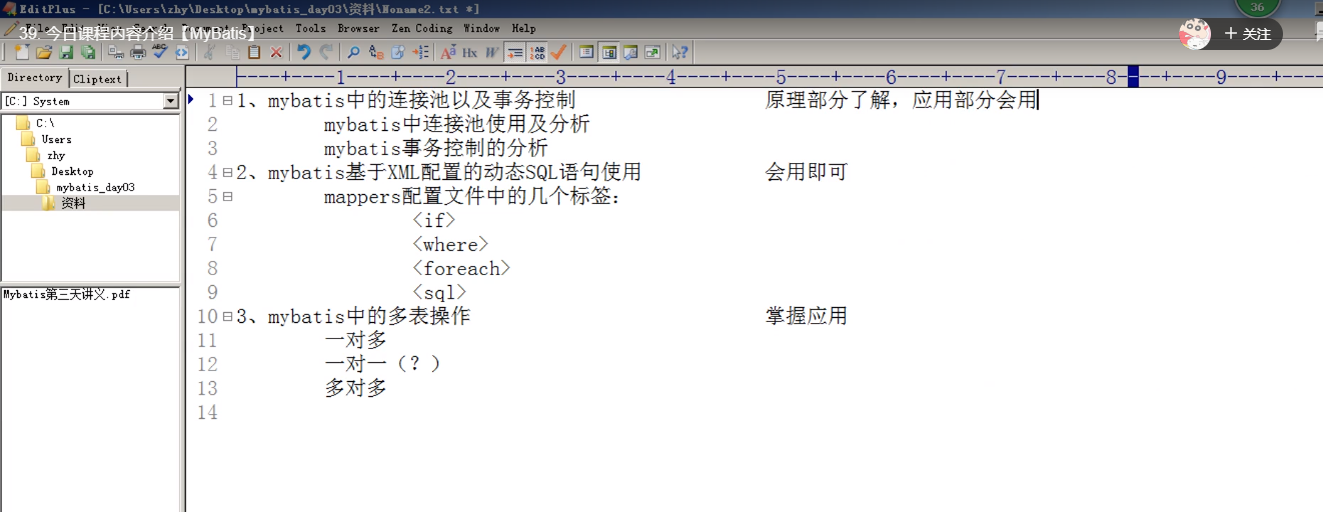 EditPlus - [C:\Users\zhy\Desktop\mybatis_day03\资料\Noname2.txt *]
36
39. 今日课程内容介绍【MyBatis】
Project Tools Browser Zen Coding Window Help
+ 关注
Directory Cliptext
[C:] System
C:\
Users
zhy
Desktop
mybatis_day03
资料
Mybatis第三天讲义.pdf
----+----1----+----2----+----3----+----4----+----5----+----6----+----7----+----8----+----9----+
1 1、mybatis中的连接池以及事务控制 原理部分了解，应用部分会用
2 mybatis中连接池使用及分析
3 mybatis事务控制的分析
4 2、mybatis基于XML配置的动态SQL语句使用 会用即可
5 mappers配置文件中的几个标签：
6 <if>
7 <where>
8 <foreach>
9 <sql>
10 3、mybatis中的多表操作 掌握应用
11 一对多
12 一对一（？）
13 多对多
14